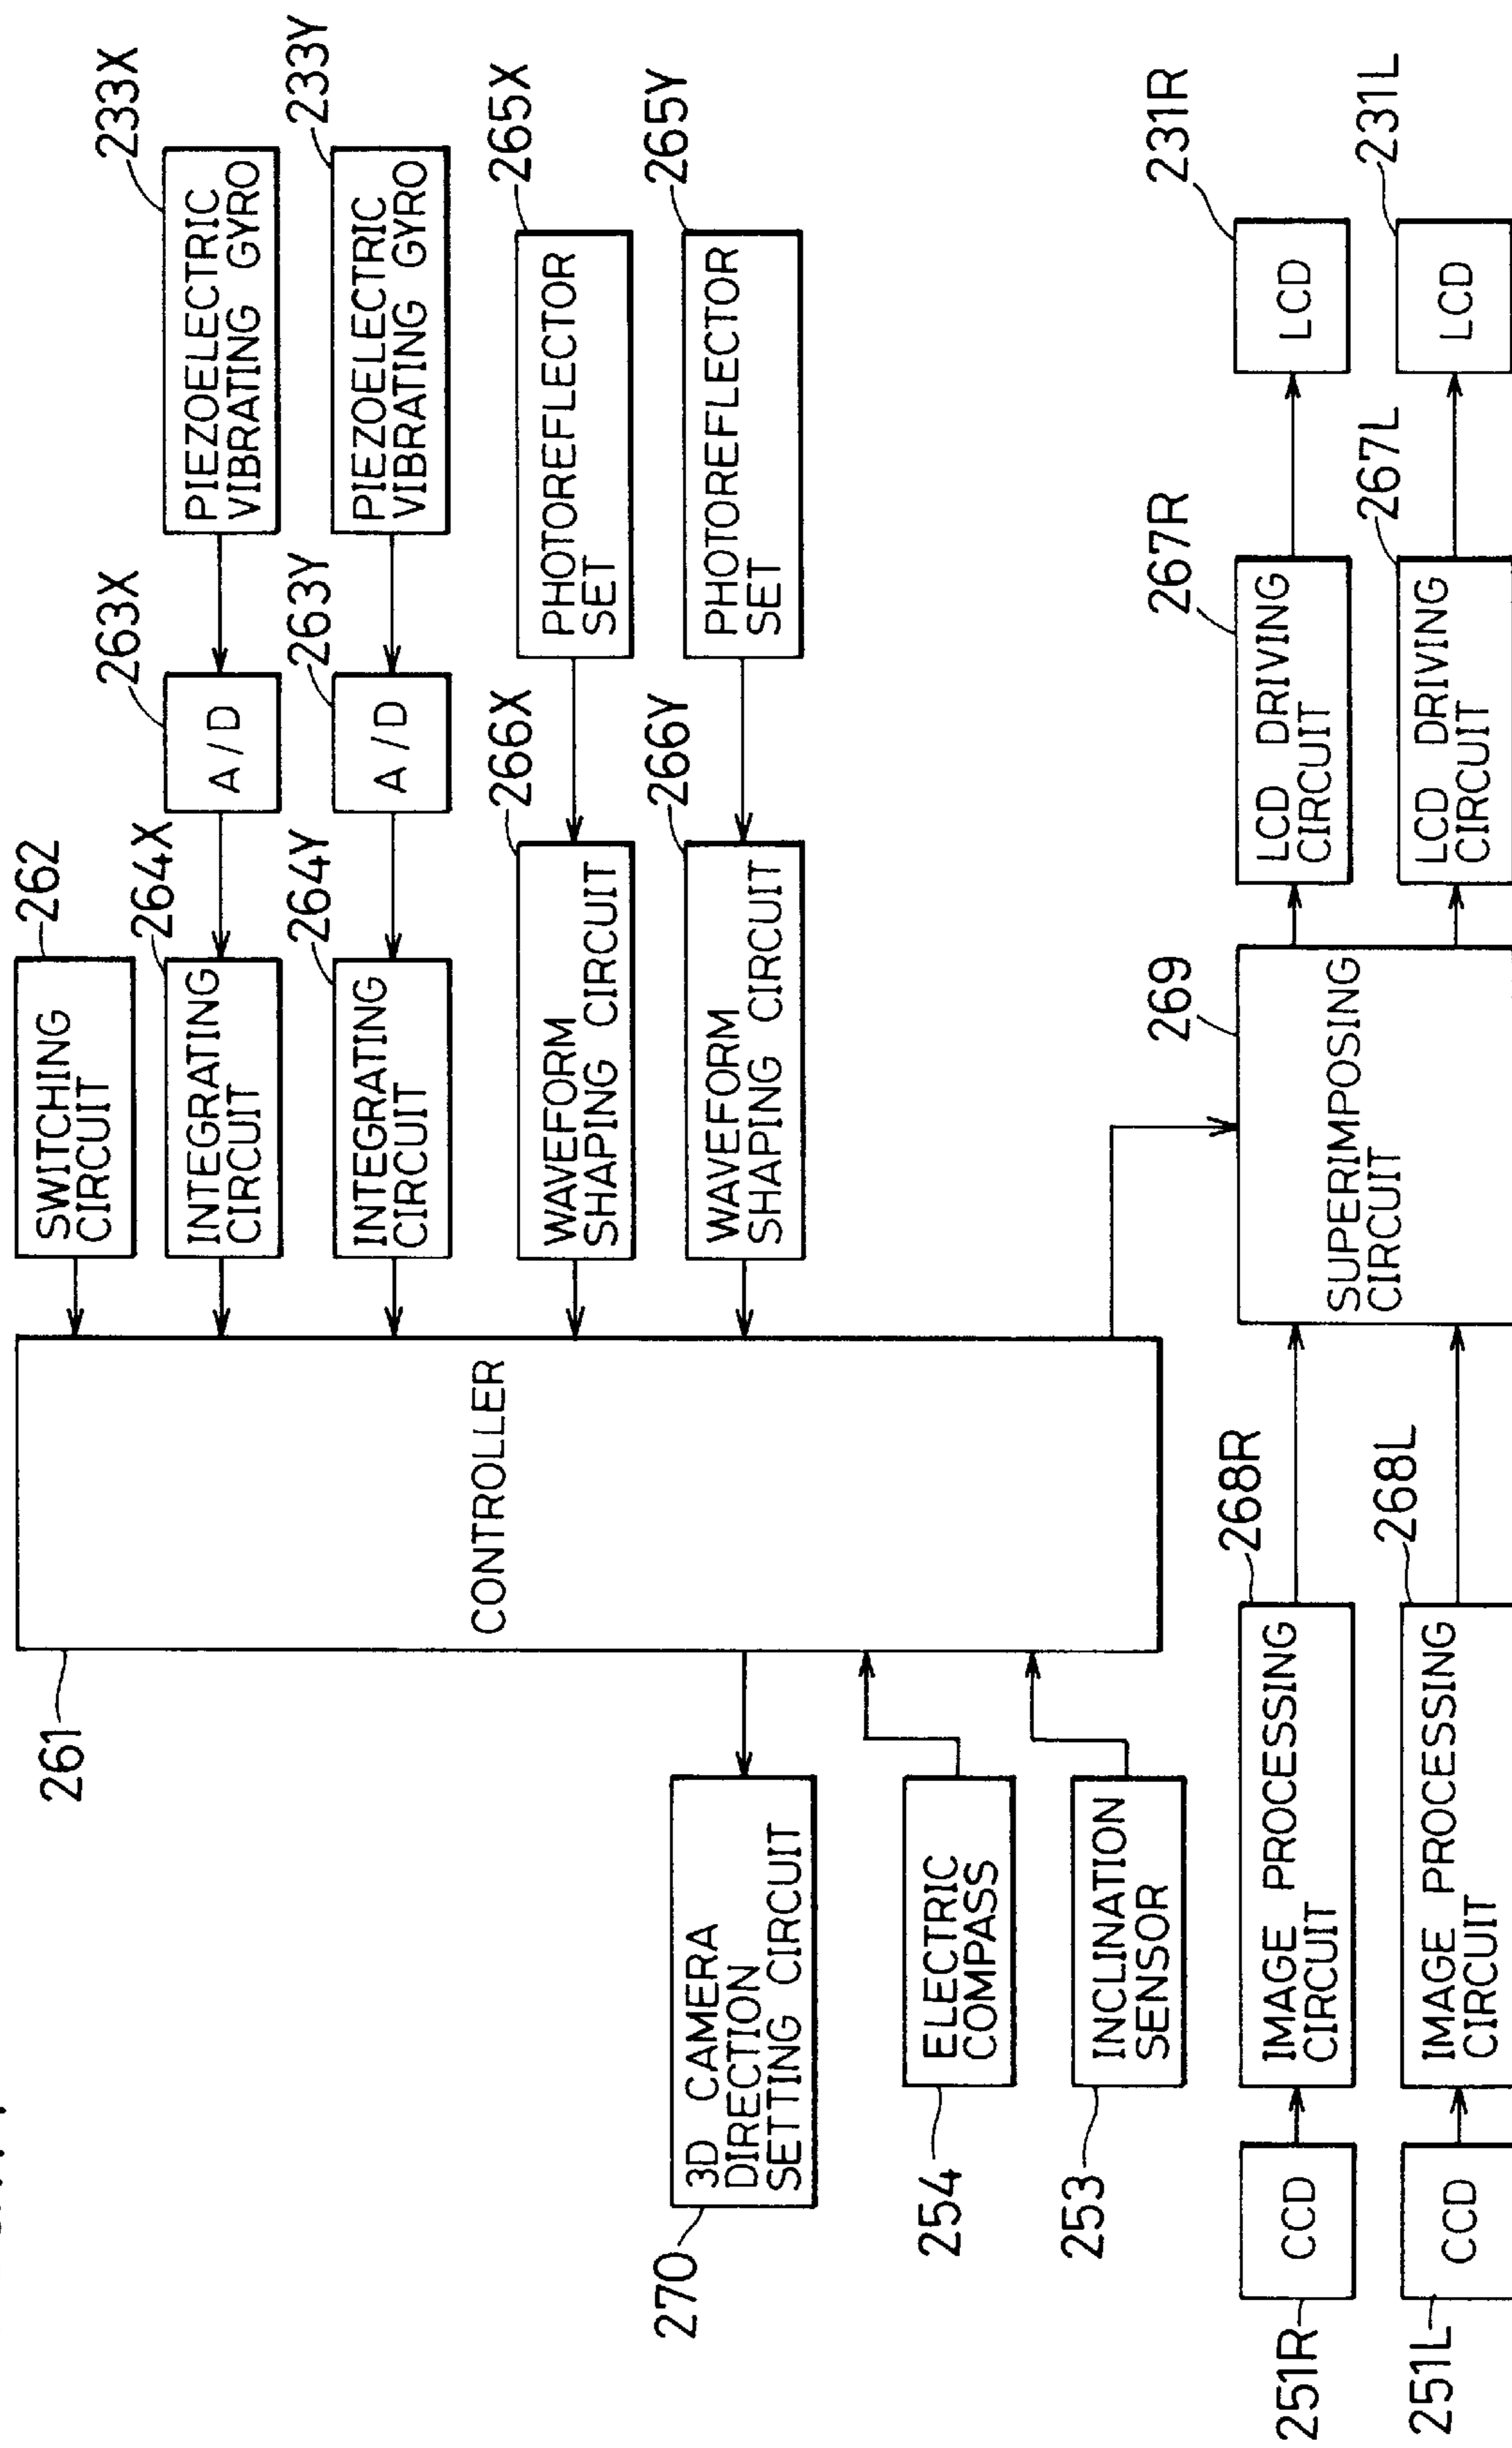 261
CONTROLLER
SWITCHING
CIRCUIT
262
INTEGRATING
CIRCUIT
264X
A/D
263X
PIEZOELECTRIC
VIBRATING GYRO
233X
INTEGRATING
CIRCUIT
264Y
A/D
263Y
PIEZOELECTRIC
VIBRATING GYRO
233Y
WAVEFORM
SHAPING CIRCUIT
266X
PHOTOREFLECTOR
SET
265X
WAVEFORM
SHAPING CIRCUIT
266Y
PHOTOREFLECTOR
SET
265Y
270
3D CAMERA
DIRECTION
SETTING CIRCUIT
254
ELECTRIC
COMPASS
253
INCLINATION
SENSOR
251R
CCD
IMAGE PROCESSING
CIRCUIT
268R
SUPERIMPOSING
CIRCUIT
269
LCD DRIVING
CIRCUIT
267R
LCD
231R
251L
CCD
IMAGE PROCESSING
CIRCUIT
268L
LCD DRIVING
CIRCUIT
267L
LCD
231L